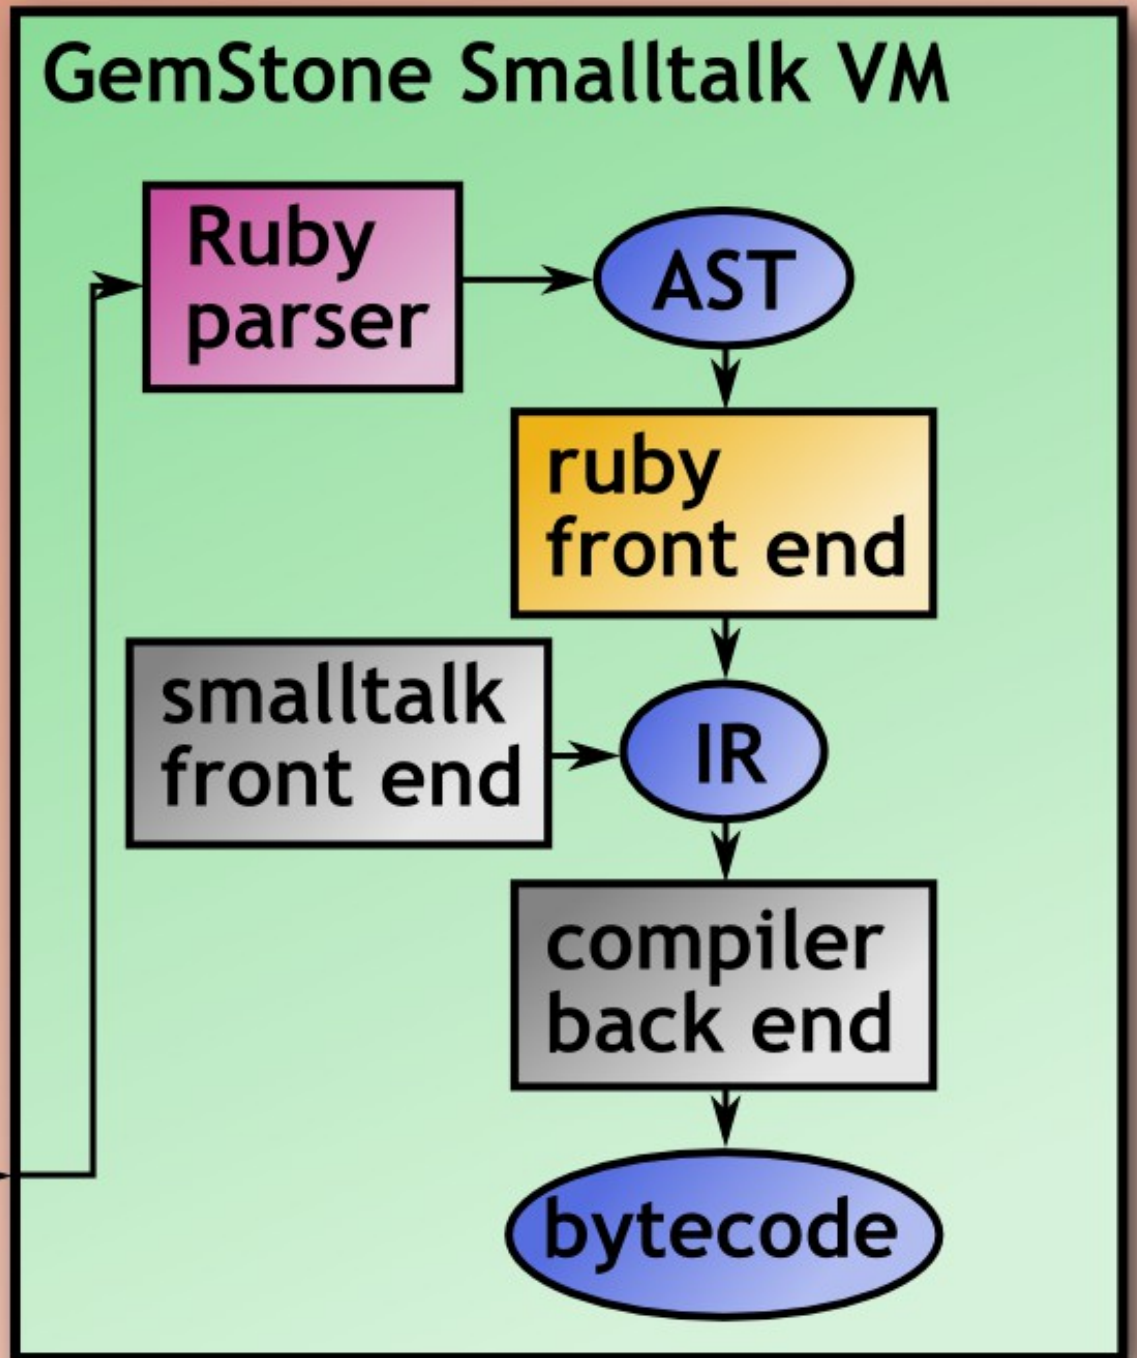 GemStone Smalltalk VM
Ruby
parser
AST
ruby
front end
smalltalk
front end
IR
compiler
back end
bytecode